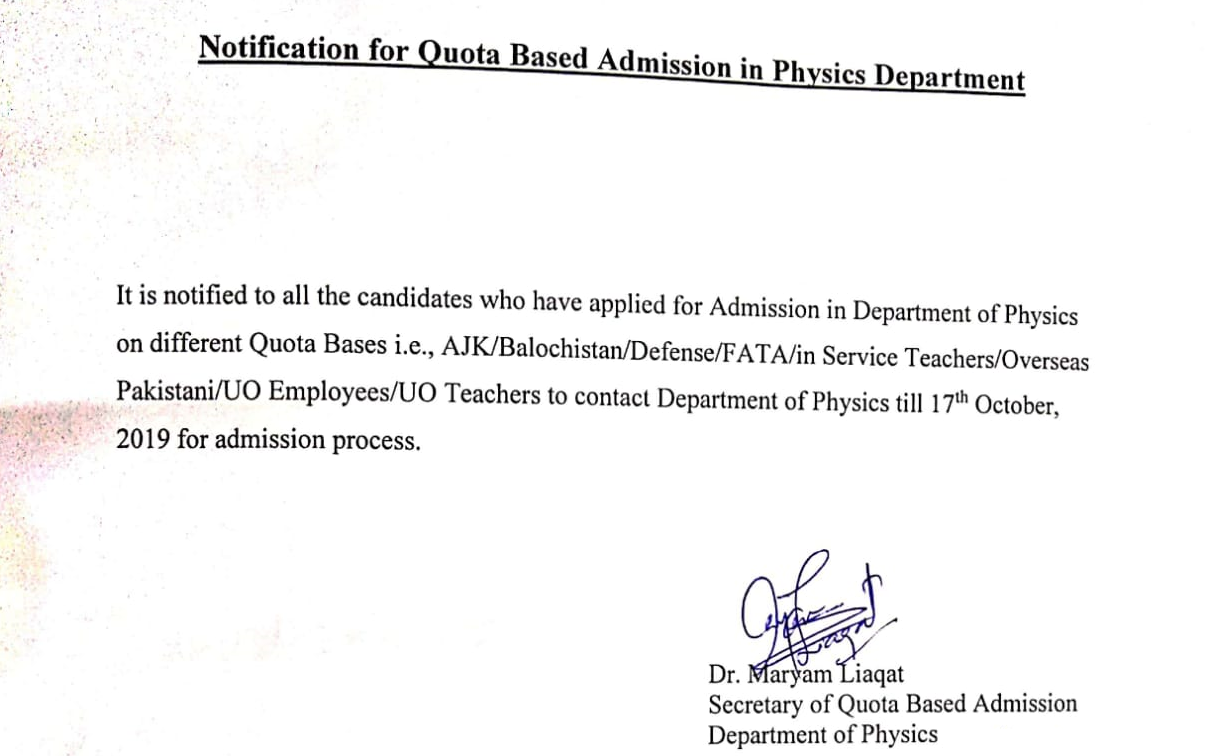 Notification for Quota Based Admission in Physics Department
It is notified to all the candidates who have applied for Admission in Department of Physics
on different Quota Bases i.e., AJK/Balochistan/Defense/FATA/in Service Teachers/Overseas
Pakistani/UO Employees/UO Teachers to contact Department of Physics till 17th October,
2019 for admission process.
Dr. Maryam Liaqat
Secretary of Quota Based Admission
Department of Physics